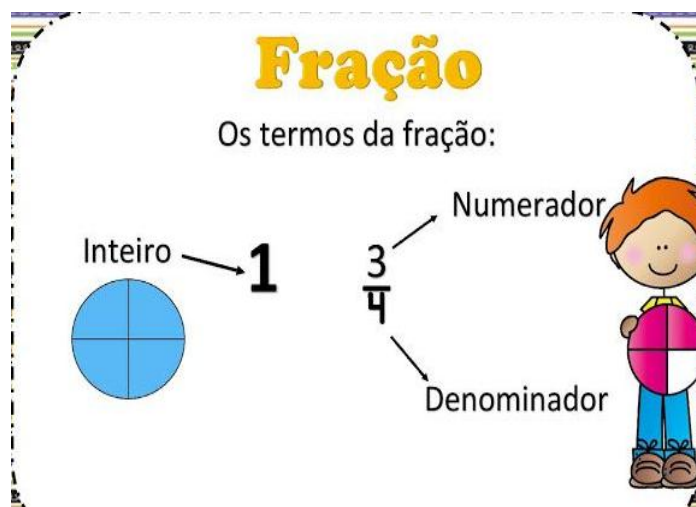 Fração
Os termos da fração:
Numerador
Inteiro
1
3
4
Denominador